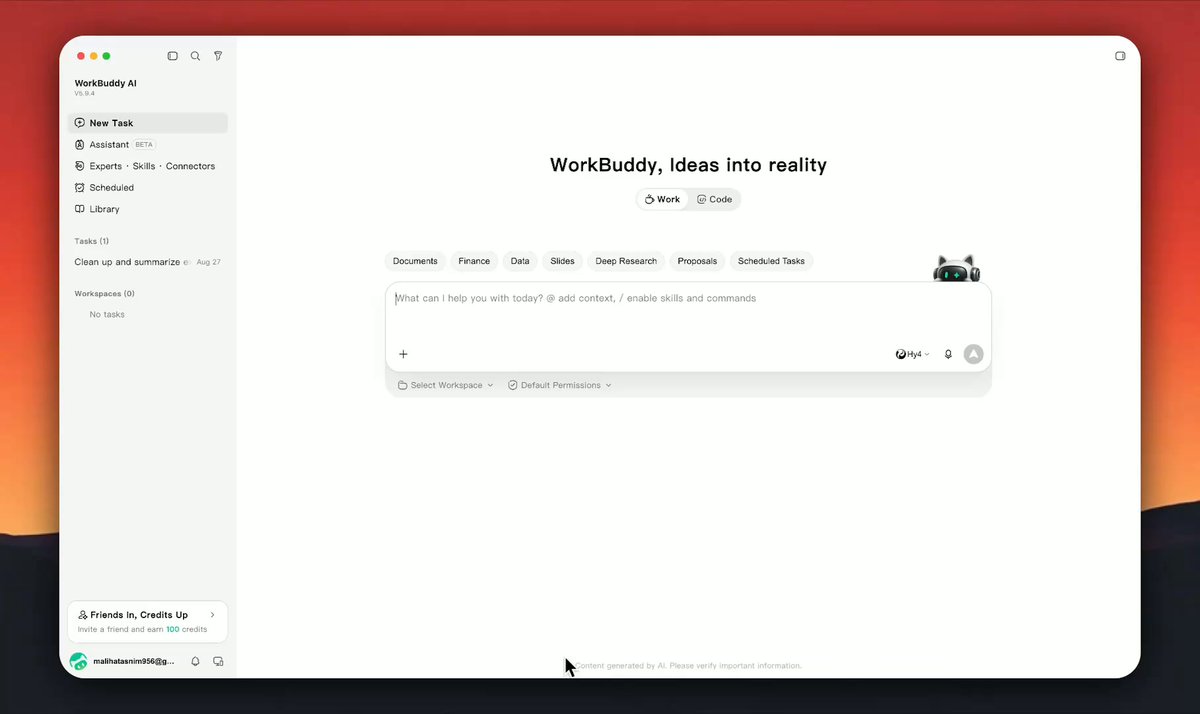 WorkBuddy AI
V5.9.4
New Task
Assistant BETA
Experts · Skills · Connectors
Scheduled
Library
Tasks (1)
Clean up and summarize Aug 27
Workspaces (0)
No tasks
Friends In, Credits Up
Invite a friend and earn 100 credits
malihatasnim956@g...
WorkBuddy, Ideas into reality
Work Code
Documents Finance Data Slides Deep Research Proposals Scheduled Tasks
What can I help you with today? @ add context, / enable skills and commands
Hy4
Select Workspace Default Permissions
Content generated by AI. Please verify important information.